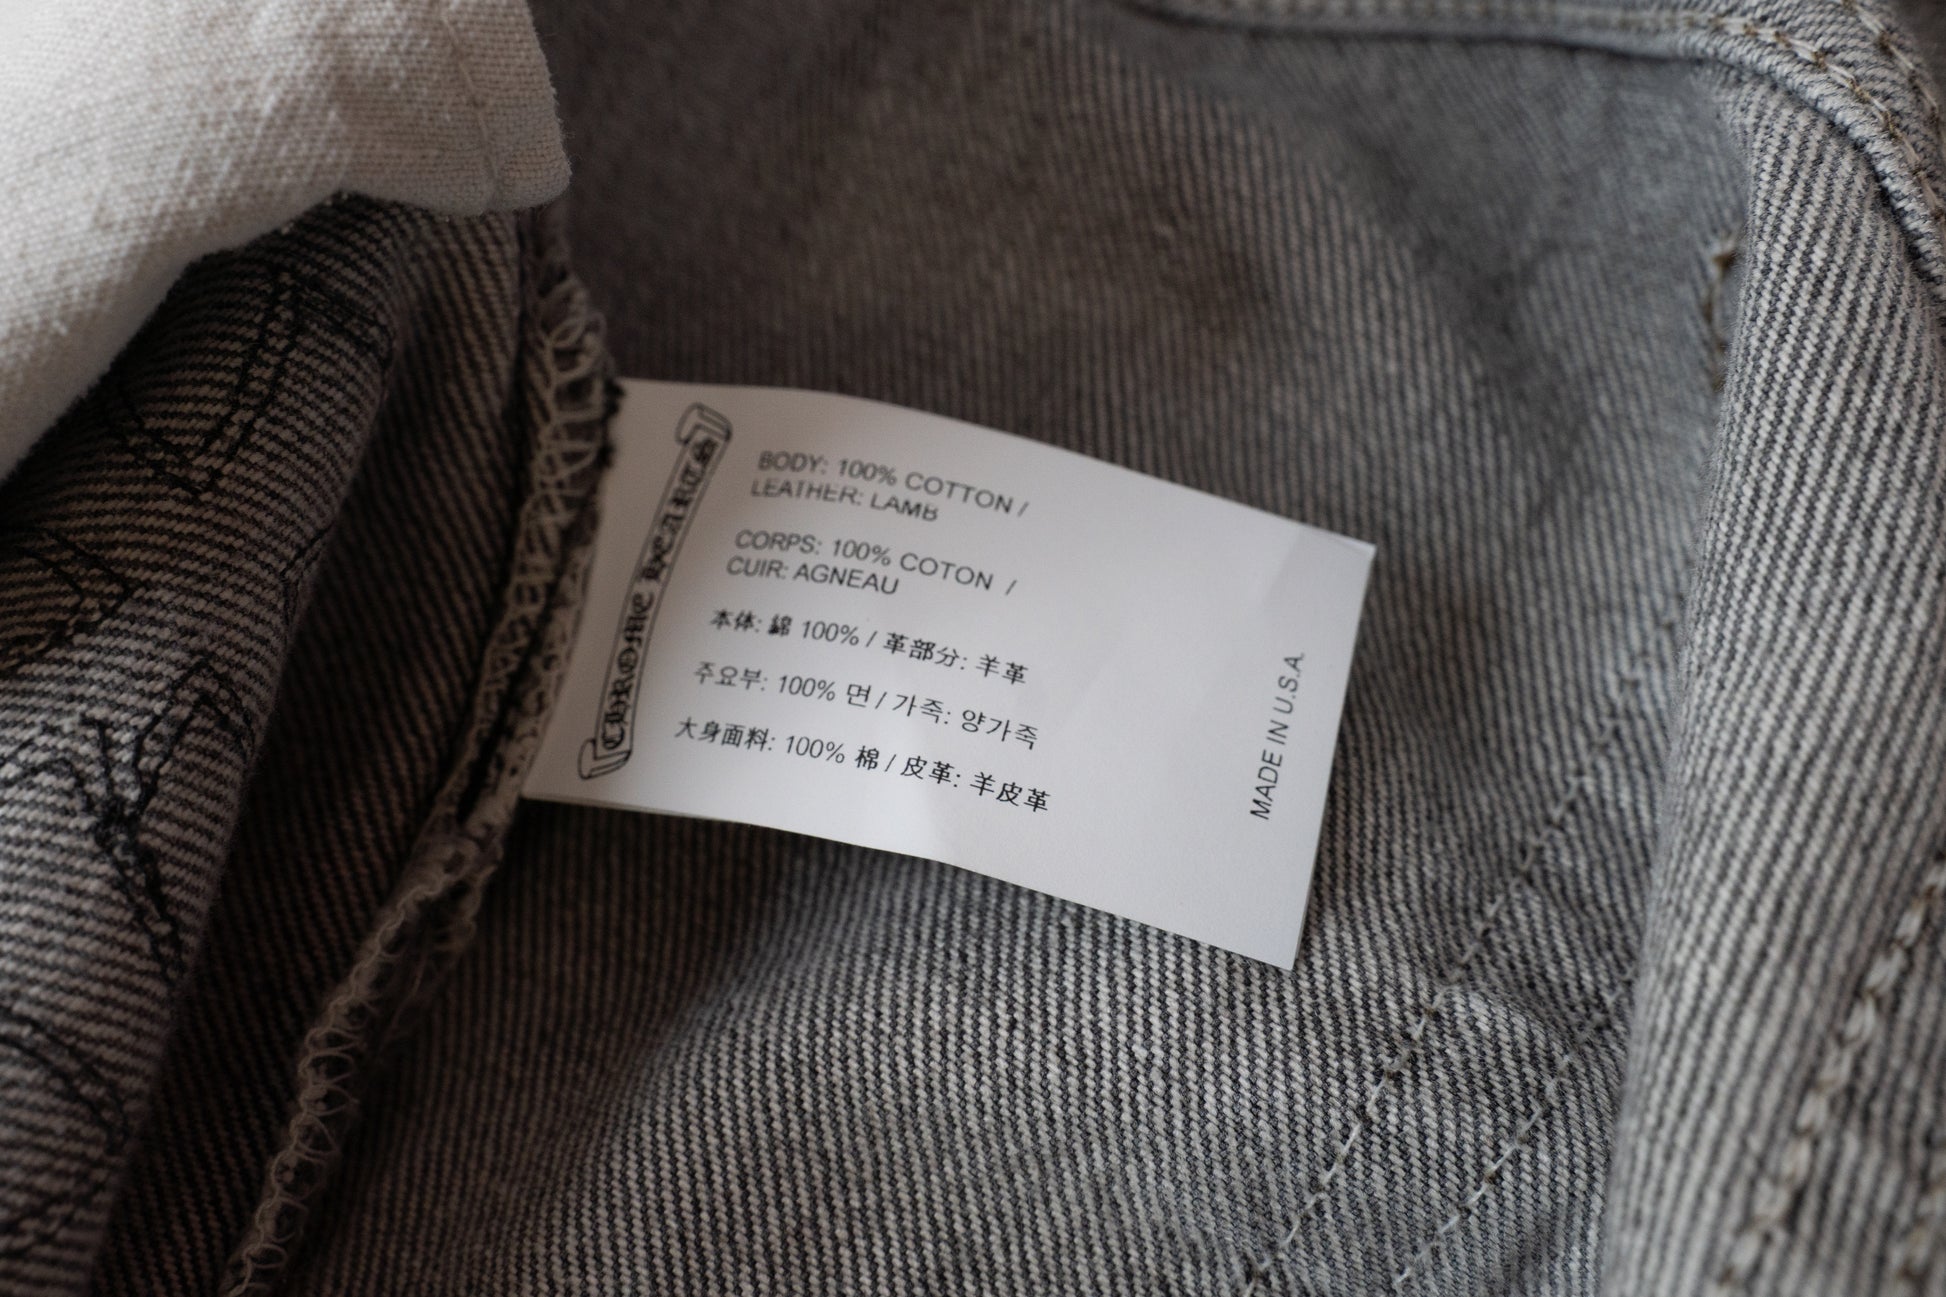 CHROME HEARTS
BODY: 100% COTTON /
LEATHER: LAMB
CORPS: 100% COTON /
CUIR: AGNEAU
本体: 綿 100% / 革部分: 羊革
주요부: 100% 면 / 가죽: 양가죽
大身面料: 100% 棉 / 皮革: 羊皮革
MADE IN U.S.A.